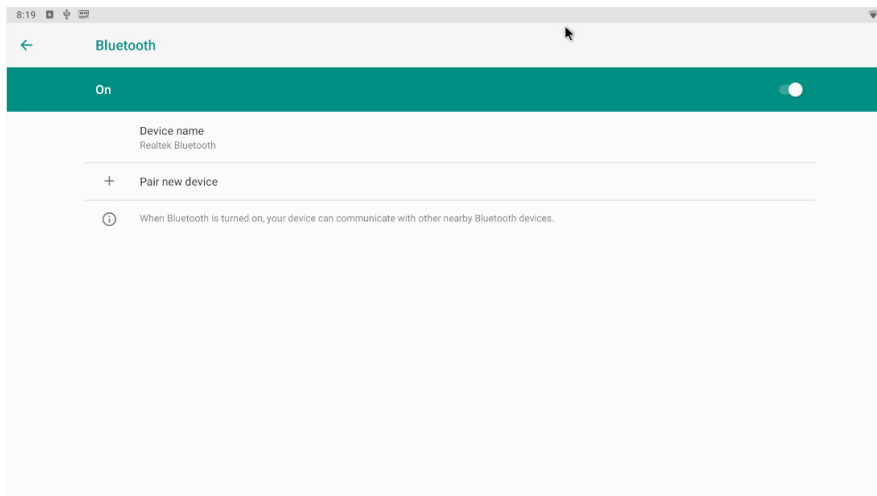 8:19
Bluetooth
On
Device name
Realtek Bluetooth
Pair new device
When Bluetooth is turned on, your device can communicate with other nearby Bluetooth devices.